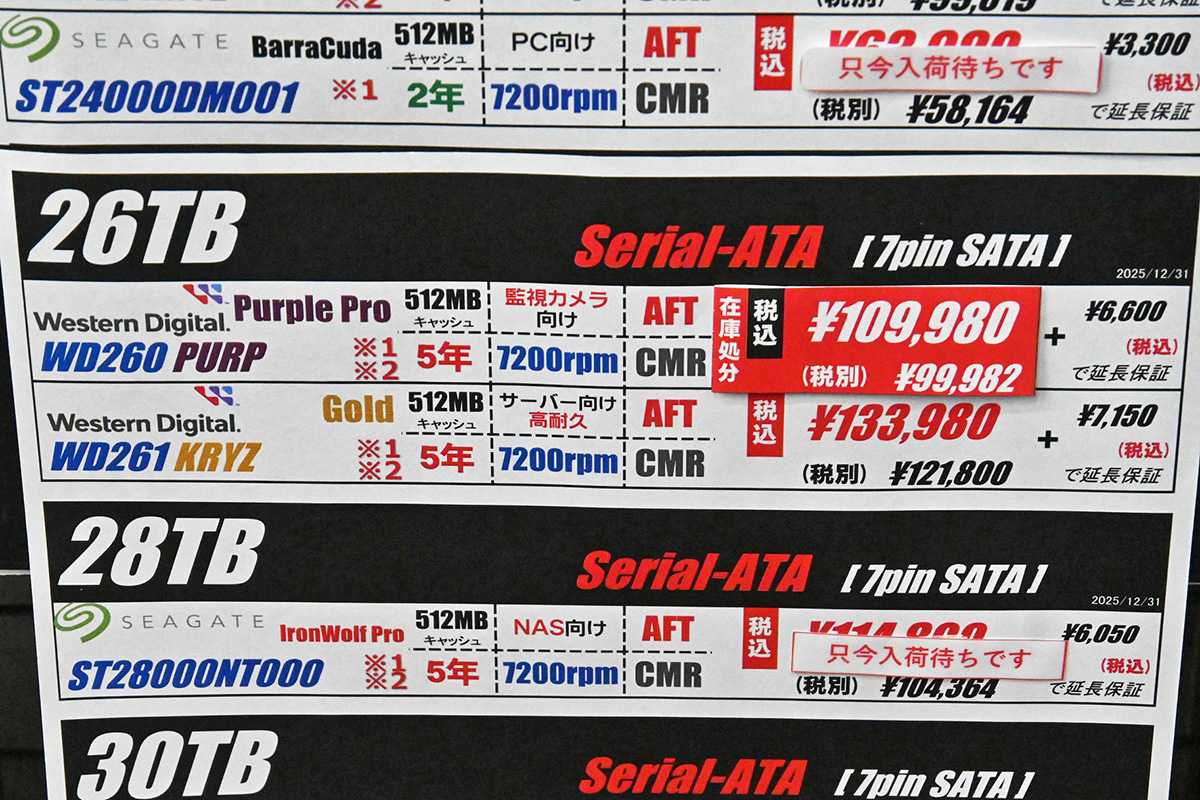 ※2
(税別) ¥99,819
で延長保証
SEAGATE BarraCuda 512MB キャッシュ PC向け AFT 税込 只今入荷待ちです ¥3,300 (税込)
ST24000DM001 ※1 2年 7200rpm CMR (税別) ¥58,164 で延長保証
26TB Serial-ATA [ 7pin SATA ]
2025/12/31
Western Digital. Purple Pro 512MB キャッシュ 監視カメラ向け AFT 在庫処分 税込 ¥109,980 + ¥6,600 (税込)
WD260 PURP ※1 ※2 5年 7200rpm CMR (税別) ¥99,982 で延長保証
Western Digital. Gold 512MB キャッシュ サーバー向け 高耐久 AFT 税込 ¥133,980 + ¥7,150 (税込)
WD261 KRYZ ※1 ※2 5年 7200rpm CMR (税別) ¥121,800 で延長保証
28TB Serial-ATA [ 7pin SATA ]
2025/12/31
SEAGATE IronWolf Pro 512MB キャッシュ NAS向け AFT 税込 只今入荷待ちです ¥6,050 (税込)
ST28000NT000 ※1 ※2 5年 7200rpm CMR (税別) ¥104,364 で延長保証
30TB Serial-ATA [ 7pin SATA ]